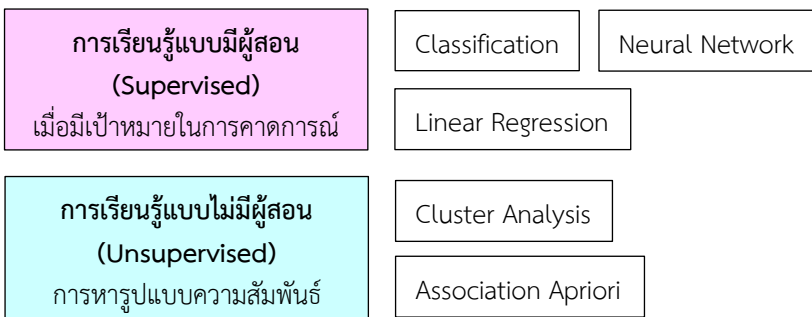 การเรียนรู้แบบมีผู้สอน
(Supervised)
เมื่อมีเป้าหมายในการคาดการณ์
Classification
Neural Network
Linear Regression
การเรียนรู้แบบไม่มีผู้สอน
(Unsupervised)
การหารูปแบบความสัมพันธ์
Cluster Analysis
Association Apriori